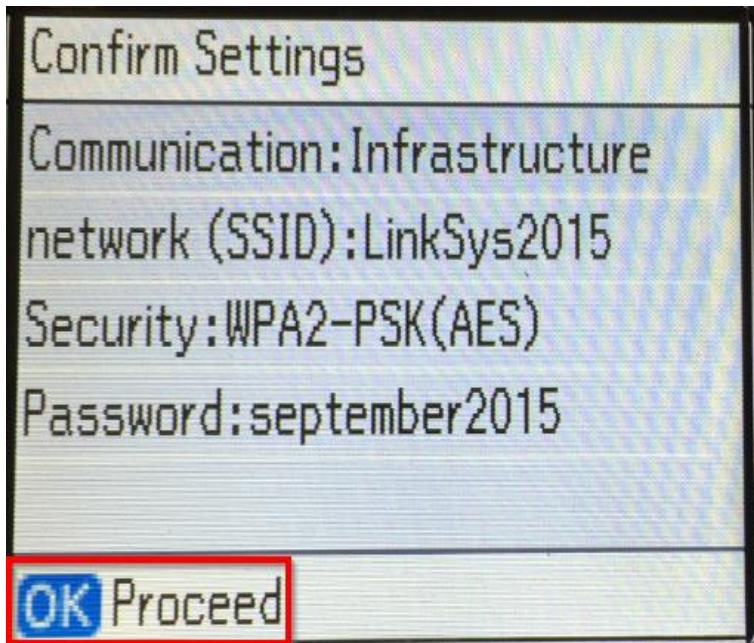 Confirm Settings
Communication:Infrastructure
network (SSID):LinkSys2015
Security:WPA2-PSK(AES)
Password:september2015
OK Proceed